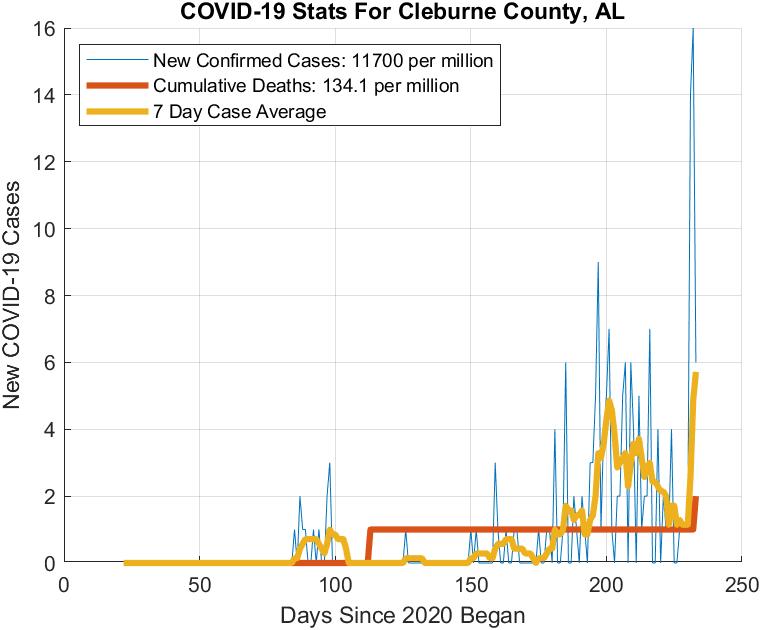 COVID-19 Stats For Cleburne County, AL
16
New Confirmed Cases: 11700 per million
Cumulative Deaths: 134.1 per million
7 Day Case Average
14
12
10
8
6
4
2
0
New COVID-19 Cases
0 50 100 150 200 250
Days Since 2020 Began